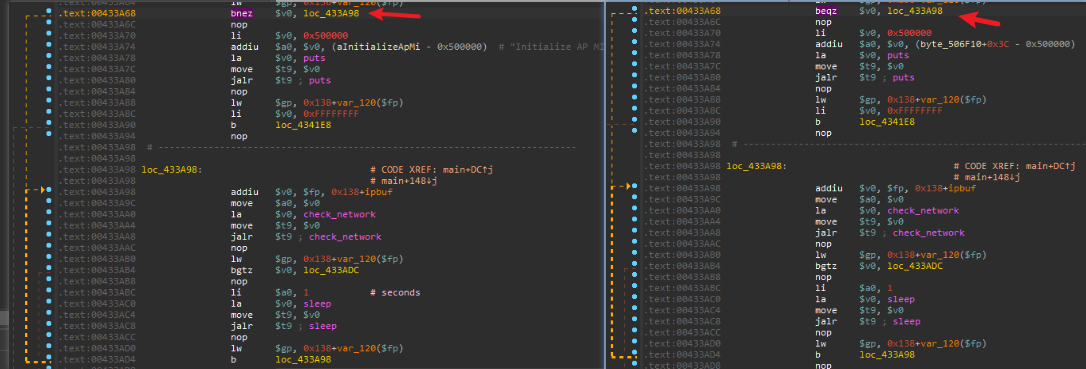 .text:00433A68 bnez $v0, loc_433A98
.text:00433A6C nop
.text:00433A70 li $v0, 0x500000
.text:00433A74 addiu $a0, $v0, (aInitializeApMi - 0x500000) # "Initialize AP MI
.text:00433A78 la $v0, puts
.text:00433A7C move $t9, $v0
.text:00433A80 jalr $t9 ; puts
.text:00433A84 nop
.text:00433A88 lw $gp, 0x138+var_120($fp)
.text:00433A8C li $v0, 0xFFFFFFFF
.text:00433A90 b loc_4341E8
.text:00433A94 nop
.text:00433A94 # ---------------------------------------------------------------------------
.text:00433A98
.text:00433A98 loc_433A98: # CODE XREF: main+DC↑j
.text:00433A98 # main+148↓j
.text:00433A98 addiu $v0, $fp, 0x138+ipbuf
.text:00433A9C move $a0, $v0
.text:00433AA0 la $v0, check_network
.text:00433AA4 move $t9, $v0
.text:00433AA8 jalr $t9 ; check_network
.text:00433AAC nop
.text:00433AB0 lw $gp, 0x138+var_120($fp)
.text:00433AB4 bgtz $v0, loc_433ADC
.text:00433AB8 nop
.text:00433ABC li $a0, 1 # seconds
.text:00433AC0 la $v0, sleep
.text:00433AC4 move $t9, $v0
.text:00433AC8 jalr $t9 ; sleep
.text:00433ACC nop
.text:00433AD0 lw $gp, 0x138+var_120($fp)
.text:00433AD4 b loc_433A98
.text:00433AD8 nop
.text:00433A68 beqz $v0, loc_433A98
.text:00433A6C nop
.text:00433A70 li $v0, 0x500000
.text:00433A74 addiu $a0, $v0, (byte_506F10+0x3C - 0x500000)
.text:00433A78 la $v0, puts
.text:00433A7C move $t9, $v0
.text:00433A80 jalr $t9 ; puts
.text:00433A84 nop
.text:00433A88 lw $gp, 0x138+var_120($fp)
.text:00433A8C li $v0, 0xFFFFFFFF
.text:00433A90 b loc_4341E8
.text:00433A94 nop
.text:00433A94 # ---------------------------------------
.text:00433A98
.text:00433A98 loc_433A98: # CODE XREF: main+DC↑j
.text:00433A98 # main+148↓j
.text:00433A98 addiu $v0, $fp, 0x138+ipbuf
.text:00433A9C move $a0, $v0
.text:00433AA0 la $v0, check_network
.text:00433AA4 move $t9, $v0
.text:00433AA8 jalr $t9 ; check_network
.text:00433AAC nop
.text:00433AB0 lw $gp, 0x138+var_120($fp)
.text:00433AB4 bgtz $v0, loc_433ADC
.text:00433AB8 nop
.text:00433ABC li $a0, 1
.text:00433AC0 la $v0, sleep
.text:00433AC4 move $t9, $v0
.text:00433AC8 jalr $t9 ; sleep
.text:00433ACC nop
.text:00433AD0 lw $gp, 0x138+var_120($fp)
.text:00433AD4 b loc_433A98
.text:00433AD8 nop